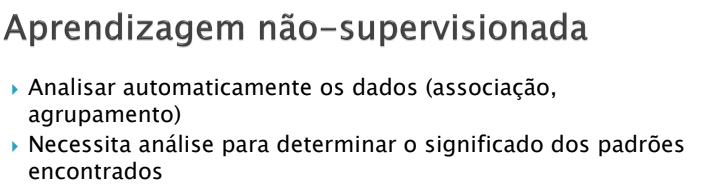 Aprendizagem não-supervisionada
Analisar automaticamente os dados (associação,
agrupamento)
Necessita análise para determinar o significado dos padrões
encontrados